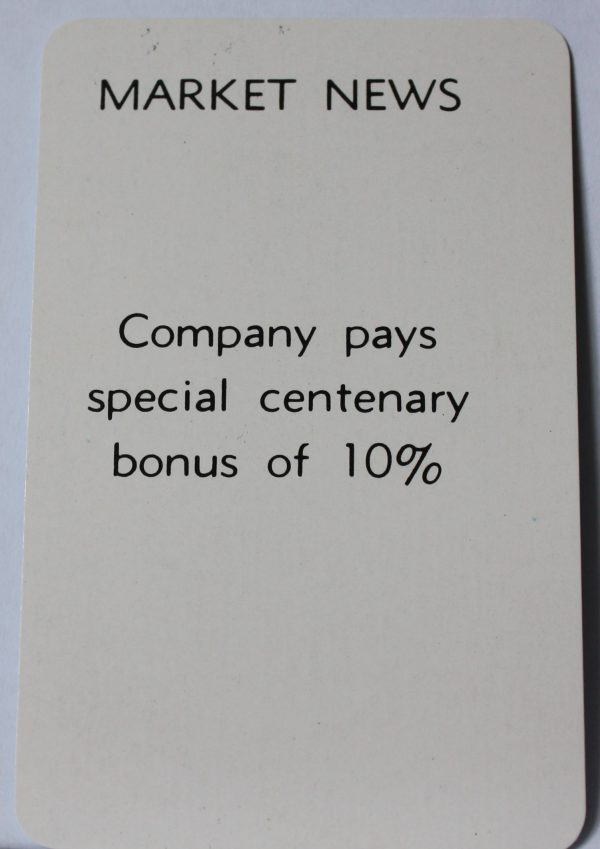 MARKET NEWS
Company pays
special centenary
bonus of 10%